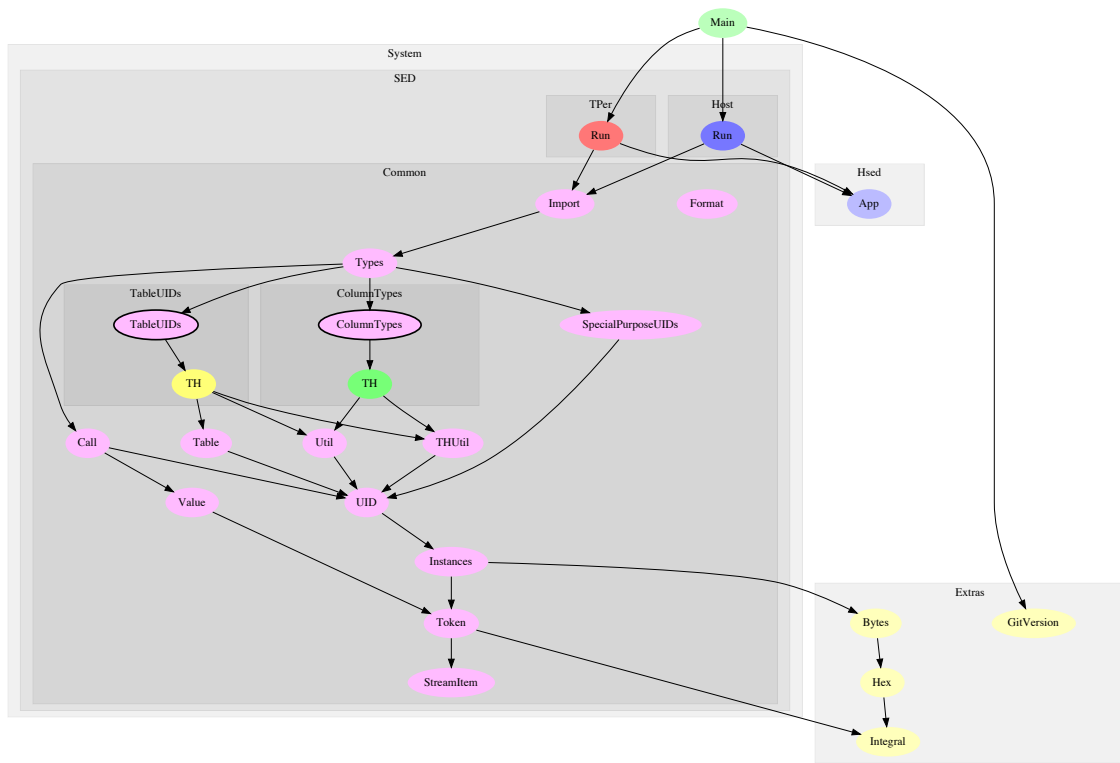 Main
System
SED
TPer
Host
Run
Run
Common
Hsed
Import
Format
App
Types
TableUIDs
ColumnTypes
TableUIDs
ColumnTypes
SpecialPurposeUIDs
TH
TH
Call
Table
Util
THUtil
Value
UID
Instances
Extras
Token
Bytes
GitVersion
StreamItem
Hex
Integral